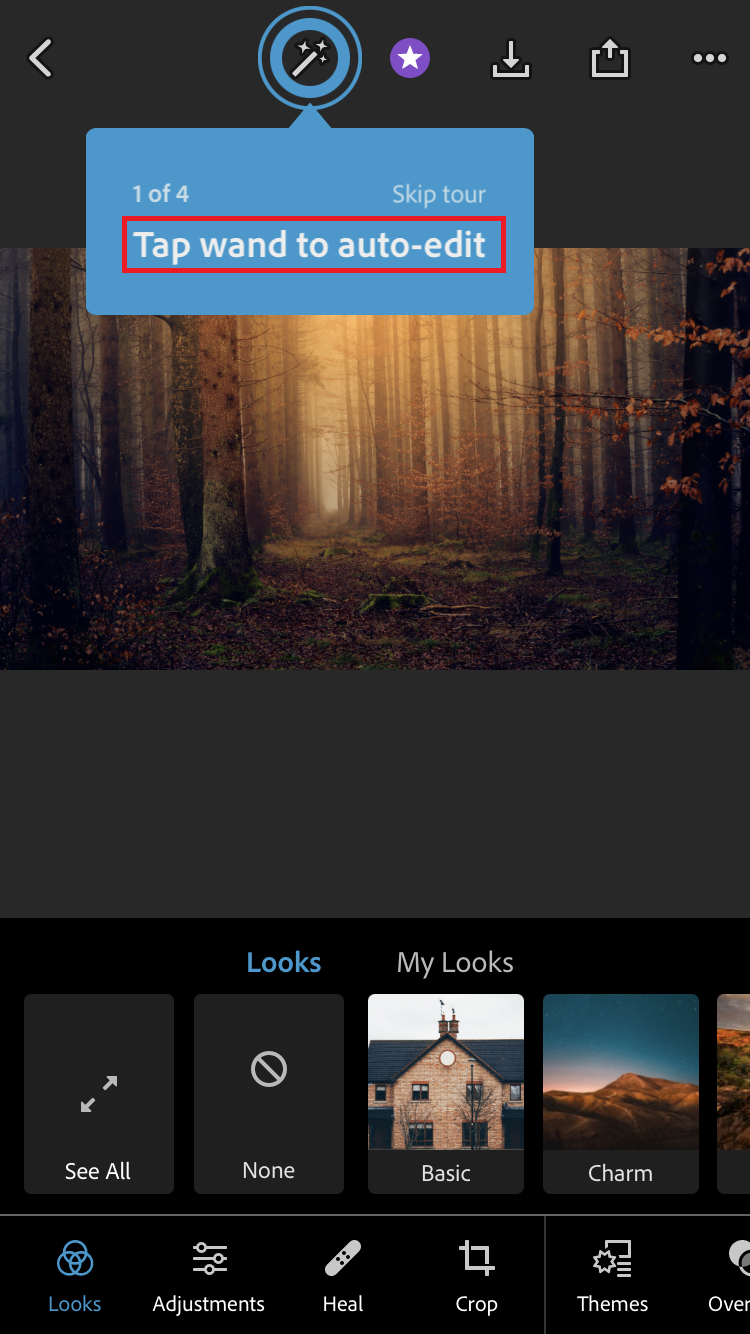 1 of 4 Skip tour
Tap wand to auto-edit
Looks My Looks
See All None Basic Charm
Looks Adjustments Heal Crop Themes Over